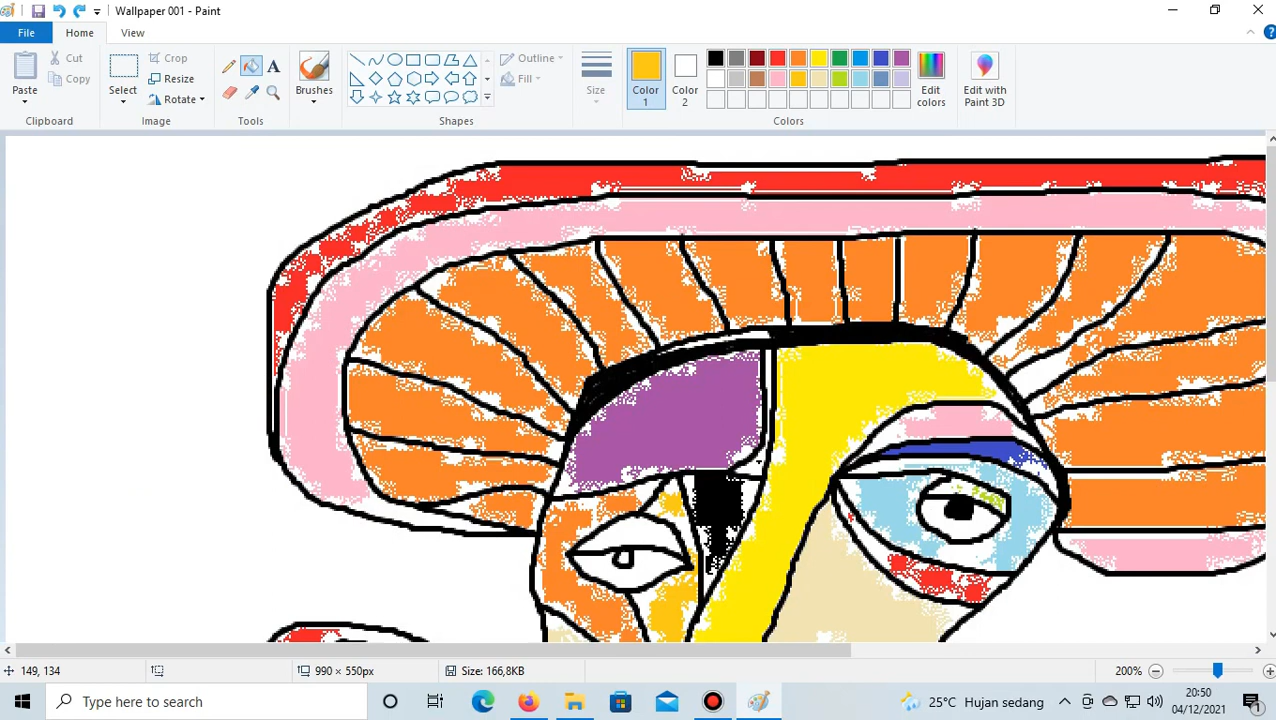 Wallpaper 001 - Paint
File Home View
Paste
Cut
Copy
Clipboard
Select
Crop
Resize
Rotate
Image
A
Tools
Brushes
Outline
Fill
Shapes
Size
Color 1
Color 2
Edit colors
Edit with Paint 3D
Colors
149, 134
990 × 550px
Size: 166,8KB
200%
Type here to search
25°C Hujan sedang
20:50
04/12/2021
1